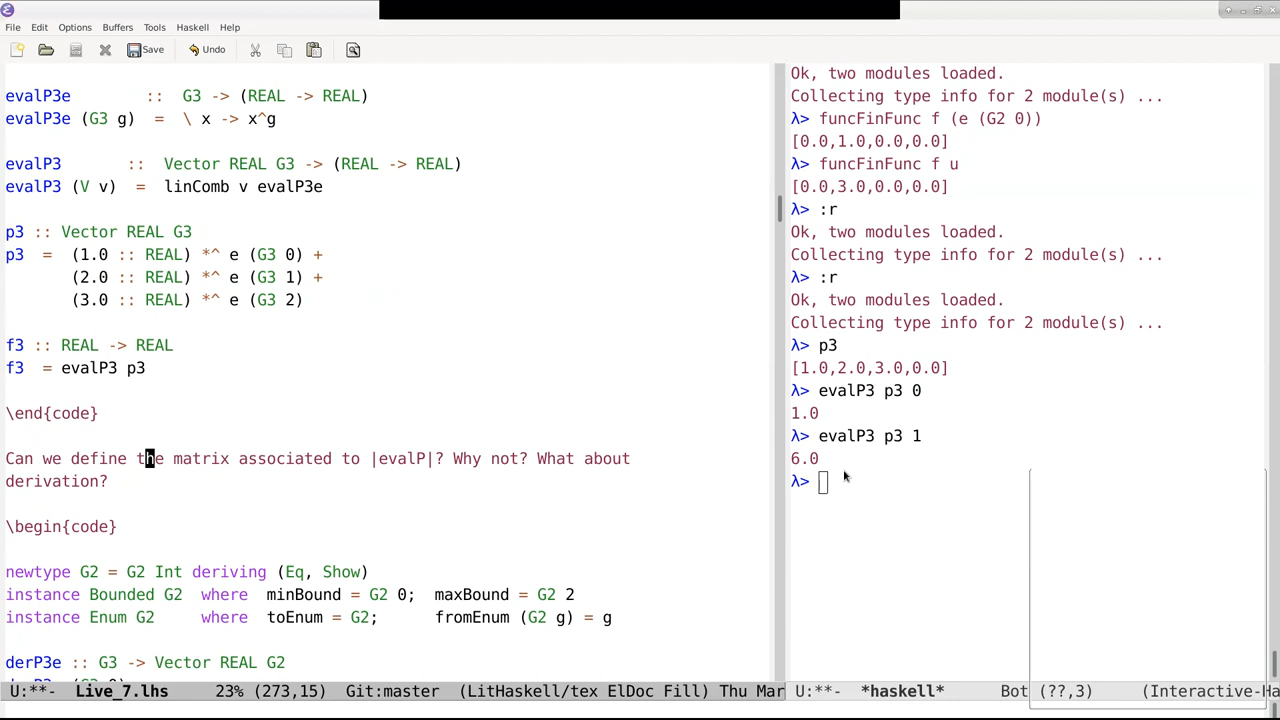 File Edit Options Buffers Tools Haskell Help
Save Undo
evalP3e :: G3 -> (REAL -> REAL)
evalP3e (G3 g) = \ x -> x^g
evalP3 :: Vector REAL G3 -> (REAL -> REAL)
evalP3 (V v) = linComb v evalP3e
p3 :: Vector REAL G3
p3 = (1.0 :: REAL) *^ e (G3 0) +
(2.0 :: REAL) *^ e (G3 1) +
(3.0 :: REAL) *^ e (G3 2)
f3 :: REAL -> REAL
f3 = evalP3 p3
\end{code}
Can we define the matrix associated to |evalP|? Why not? What about
derivation?
\begin{code}
newtype G2 = G2 Int deriving (Eq, Show)
instance Bounded G2 where minBound = G2 0; maxBound = G2 2
instance Enum G2 where toEnum = G2; fromEnum (G2 g) = g
derP3e :: G3 -> Vector REAL G2
U:**- Live_7.lhs 23% (273,15) Git:master (LitHaskell/tex ElDoc Fill) Thu Mar
Ok, two modules loaded.
Collecting type info for 2 module(s) ...
λ> funcFinFunc f (e (G2 0))
[0.0,1.0,0.0,0.0]
λ> funcFinFunc f u
[0.0,3.0,0.0,0.0]
λ> :r
Ok, two modules loaded.
Collecting type info for 2 module(s) ...
λ> :r
Ok, two modules loaded.
Collecting type info for 2 module(s) ...
λ> p3
[1.0,2.0,3.0,0.0]
λ> evalP3 p3 0
1.0
λ> evalP3 p3 1
6.0
λ>
U:**- *haskell* Bot (??,3) (Interactive-Ha